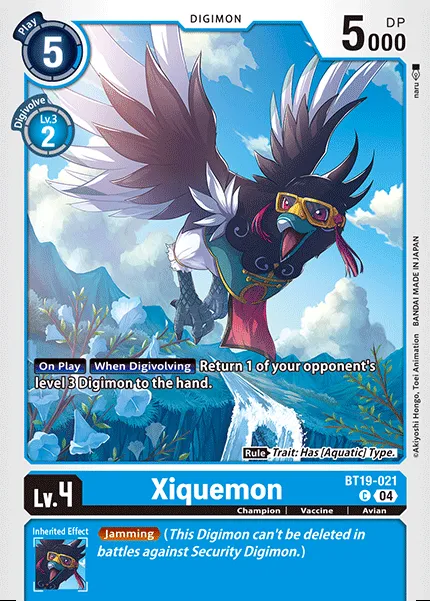 Play
5
DIGIMON
DP
5000
Digivolve
Lv.3
2
naru
On Play When Digivolving Return 1 of your opponent's
level 3 Digimon to the hand.
Rule Trait: Has [Aquatic] Type.
©Akiyoshi Hongo, Toei Animation BANDAI MADE IN JAPAN
Lv.4
Xiquemon
BT19-021
C 04
Champion | Vaccine | Avian
Inherited Effect
Jamming (This Digimon can't be deleted in
battles against Security Digimon.)